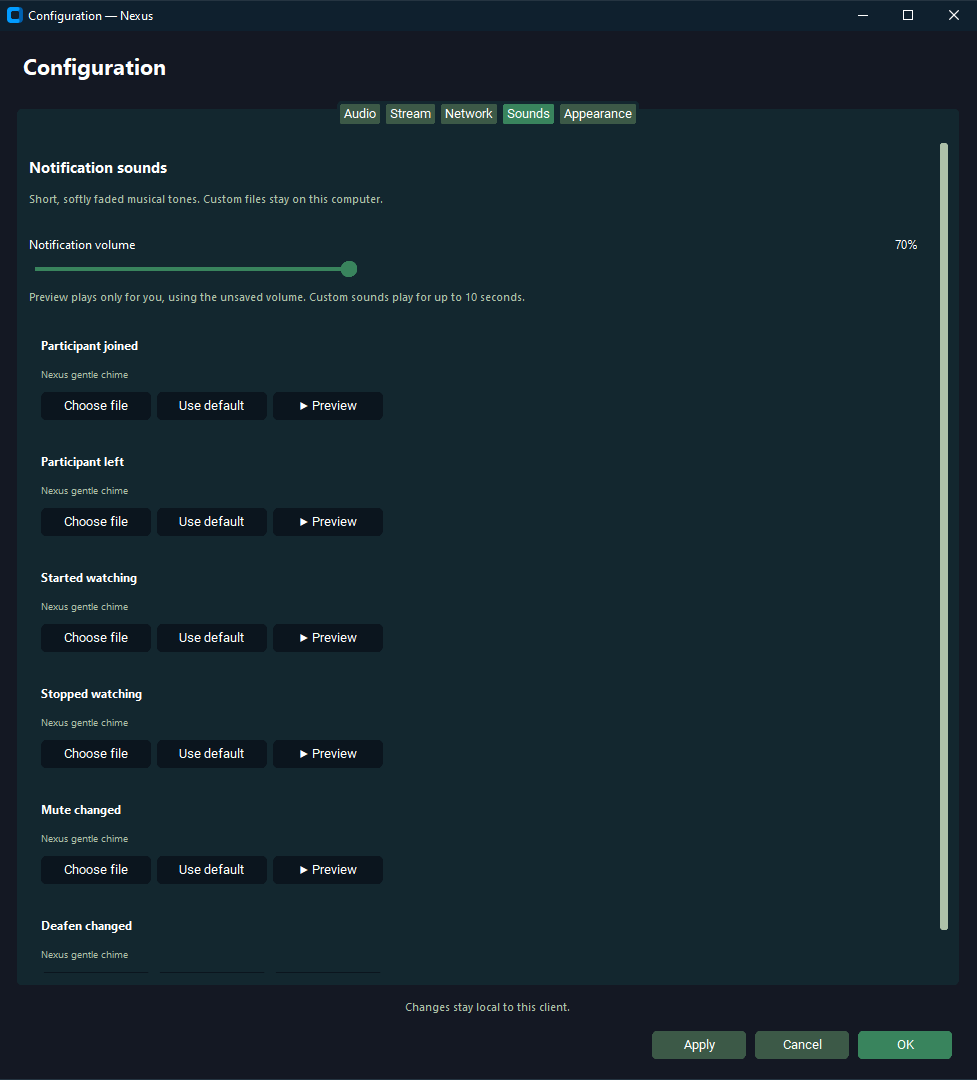 Configuration — Nexus
Configuration
Audio Stream Network Sounds Appearance
Notification sounds
Short, softly faded musical tones. Custom files stay on this computer.
Notification volume 70%
Preview plays only for you, using the unsaved volume. Custom sounds play for up to 10 seconds.
Participant joined
Nexus gentle chime
Choose file Use default ▶ Preview
Participant left
Nexus gentle chime
Choose file Use default ▶ Preview
Started watching
Nexus gentle chime
Choose file Use default ▶ Preview
Stopped watching
Nexus gentle chime
Choose file Use default ▶ Preview
Mute changed
Nexus gentle chime
Choose file Use default ▶ Preview
Deafen changed
Nexus gentle chime
Changes stay local to this client.
Apply Cancel OK